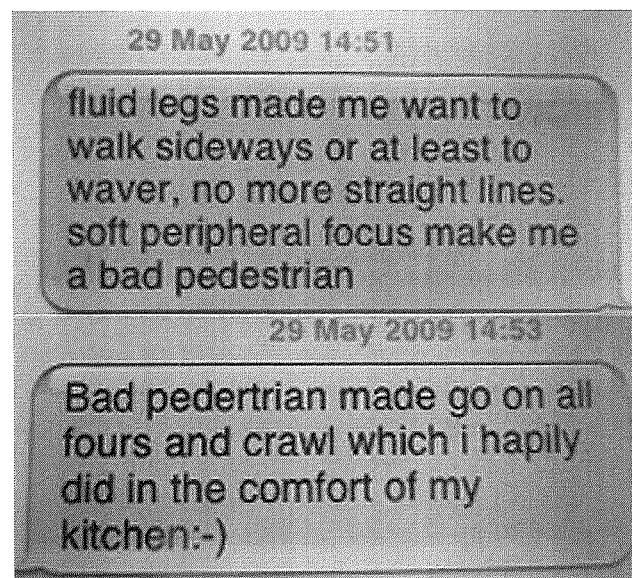 29 May 2009 14:51
fluid legs made me want to
walk sideways or at least to
waver, no more straight lines.
soft peripheral focus make me
a bad pedestrian
29 May 2009 14:53
Bad pedertrian made go on all
fours and crawl which i hapily
did in the comfort of my
kitchen:-)